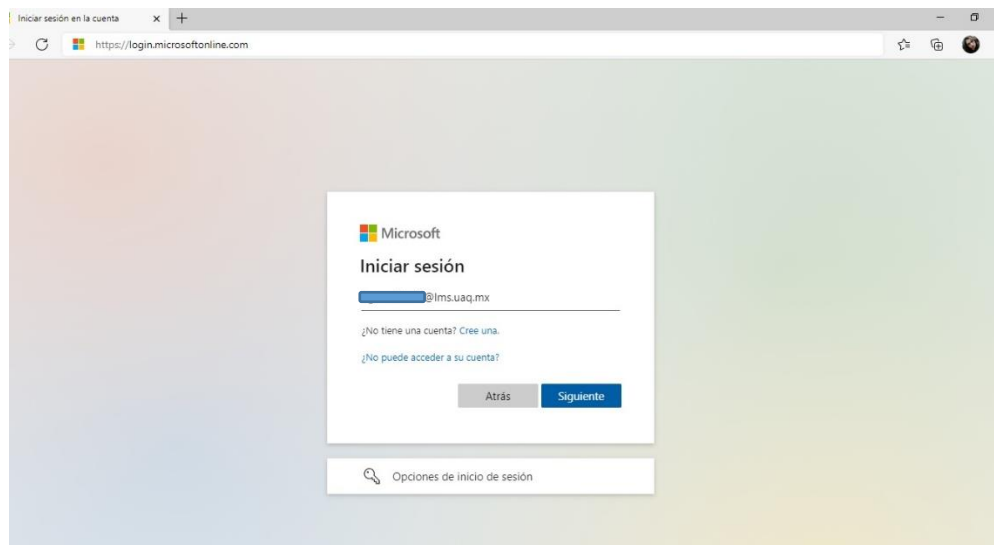 Iniciar sesión en la cuenta
https://login.microsoftonline.com
Microsoft
Iniciar sesión
@lms.uaq.mx
¿No tiene una cuenta? Cree una.
¿No puede acceder a su cuenta?
Atrás Siguiente
Opciones de inicio de sesión